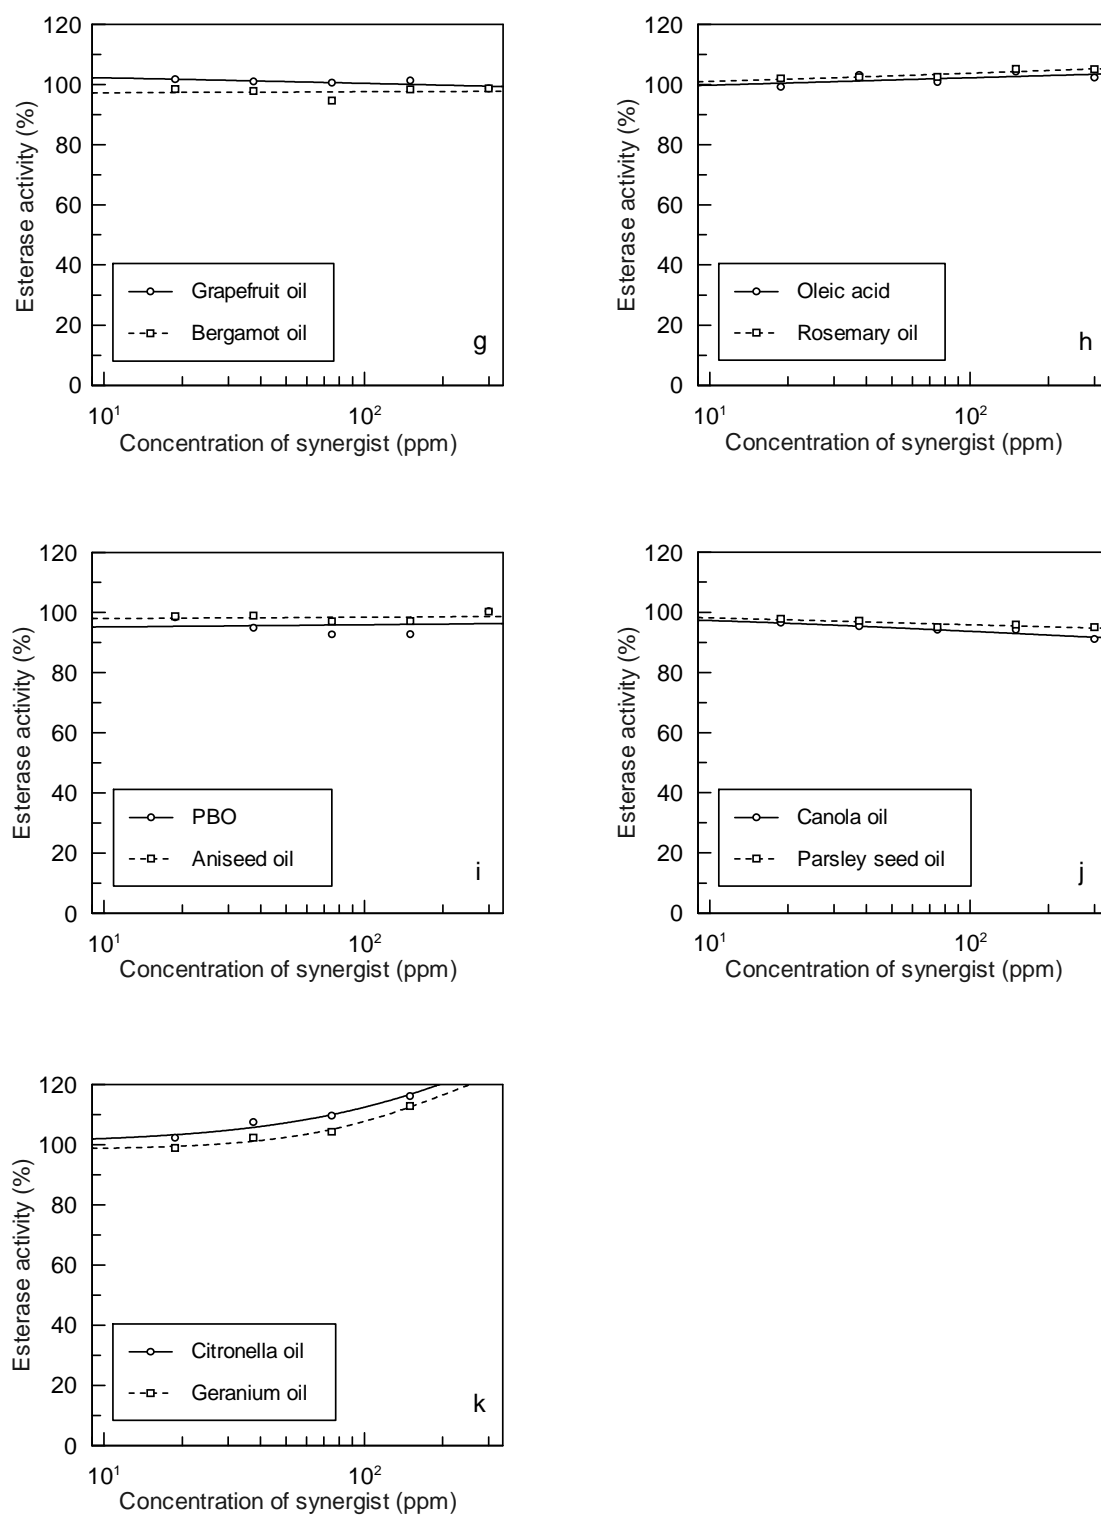 120
100
80
60
40
20
0
Esterase activity (%)
Grapefruit oil
Bergamot oil
g
10¹
10²
Concentration of synergist (ppm)
120
100
80
60
40
20
0
Esterase activity (%)
Oleic acid
Rosemary oil
h
10¹
10²
Concentration of synergist (ppm)
120
100
80
60
40
20
0
Esterase activity (%)
PBO
Aniseed oil
i
10¹
10²
Concentration of synergist (ppm)
120
100
80
60
40
20
0
Esterase activity (%)
Canola oil
Parsley seed oil
j
10¹
10²
Concentration of synergist (ppm)
120
100
80
60
40
20
0
Esterase activity (%)
Citronella oil
Geranium oil
k
10¹
10²
Concentration of synergist (ppm)